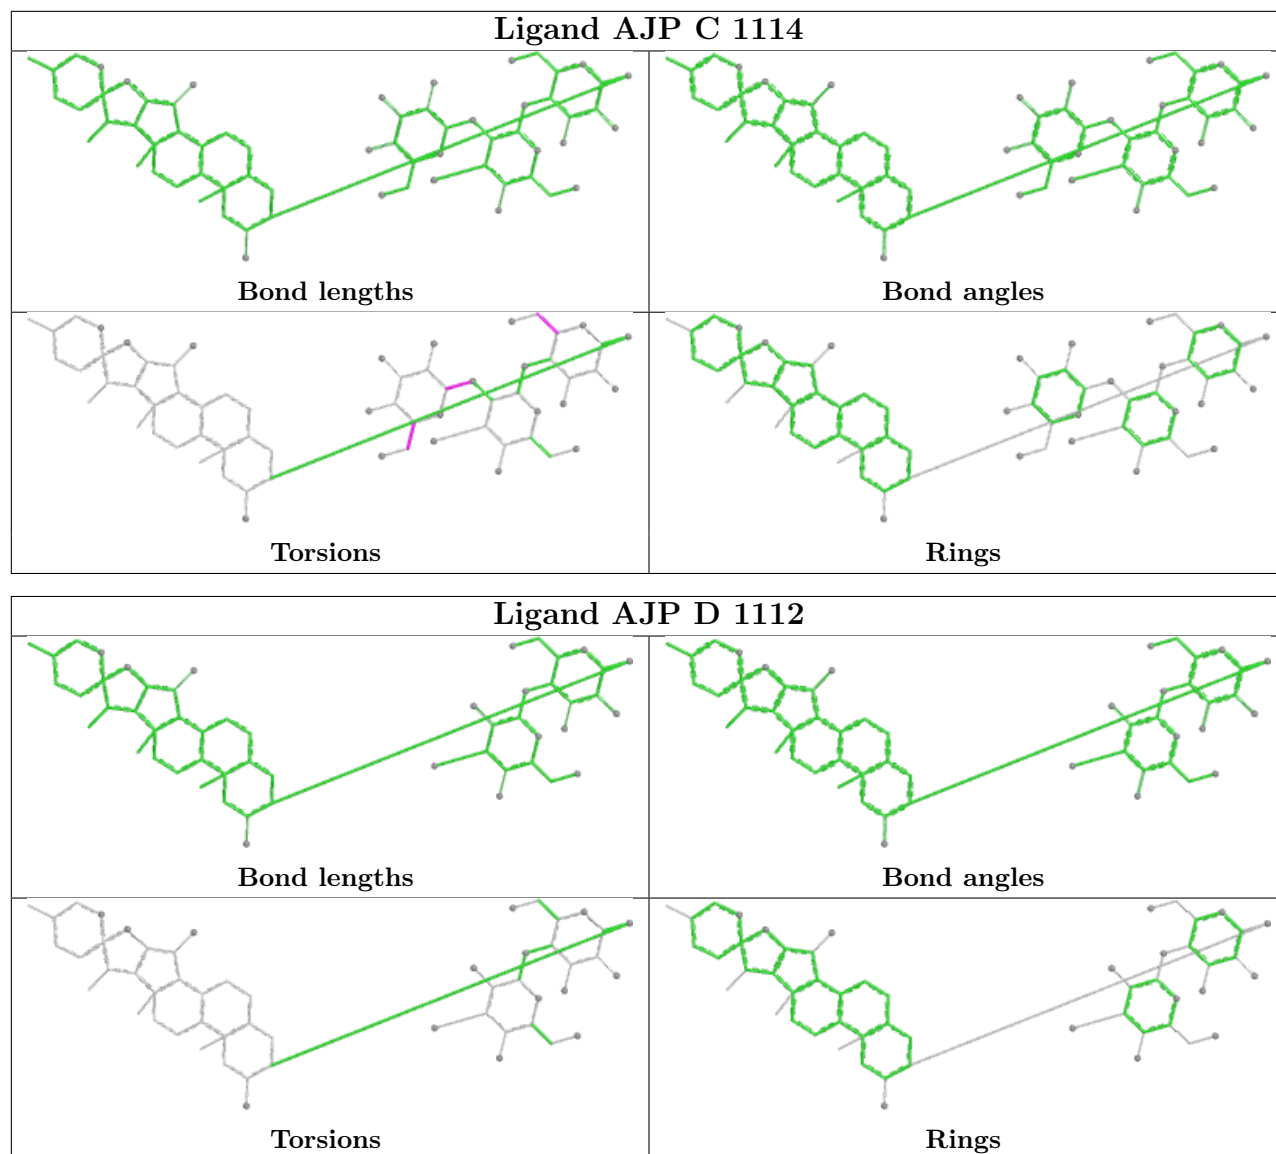 Ligand AJP C 1114
Bond lengths
Bond angles
Torsions
Rings
Ligand AJP D 1112
Bond lengths
Bond angles
Torsions
Rings